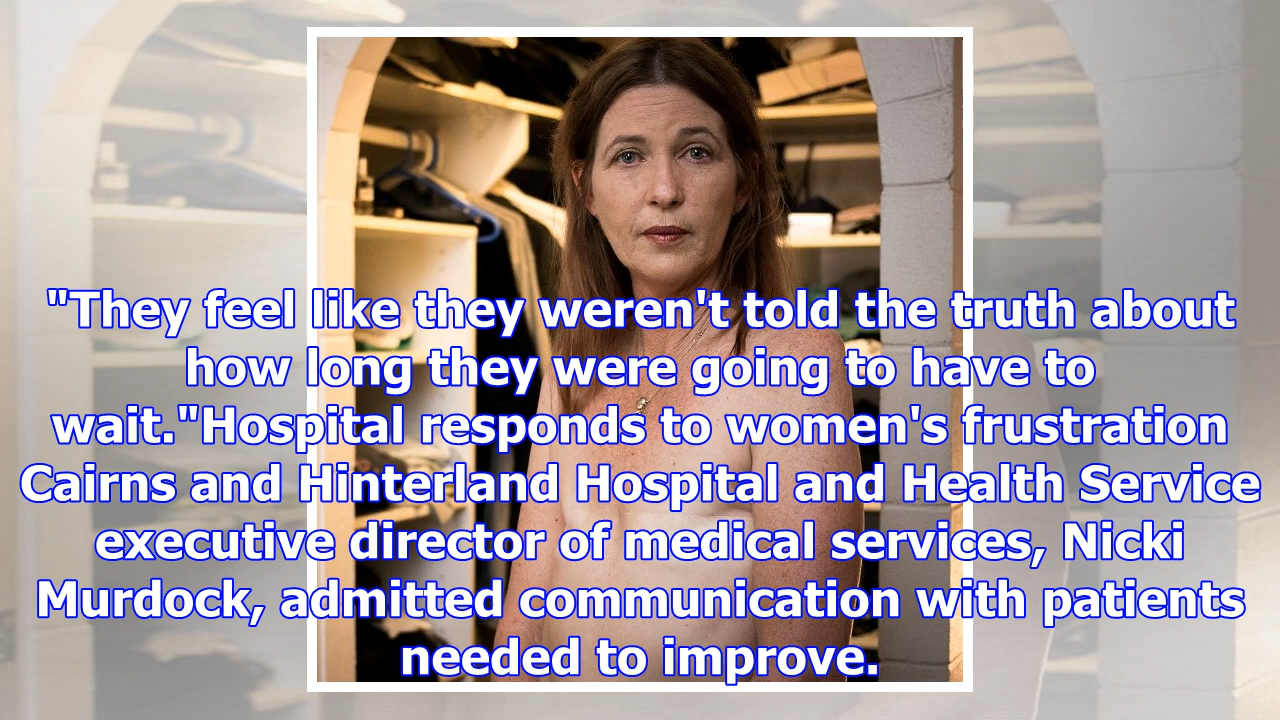 "They feel like they weren't told the truth about
how long they were going to have to
wait."Hospital responds to women's frustration
Cairns and Hinterland Hospital and Health Service
executive director of medical services, Nicki
Murdock, admitted communication with patients
needed to improve.